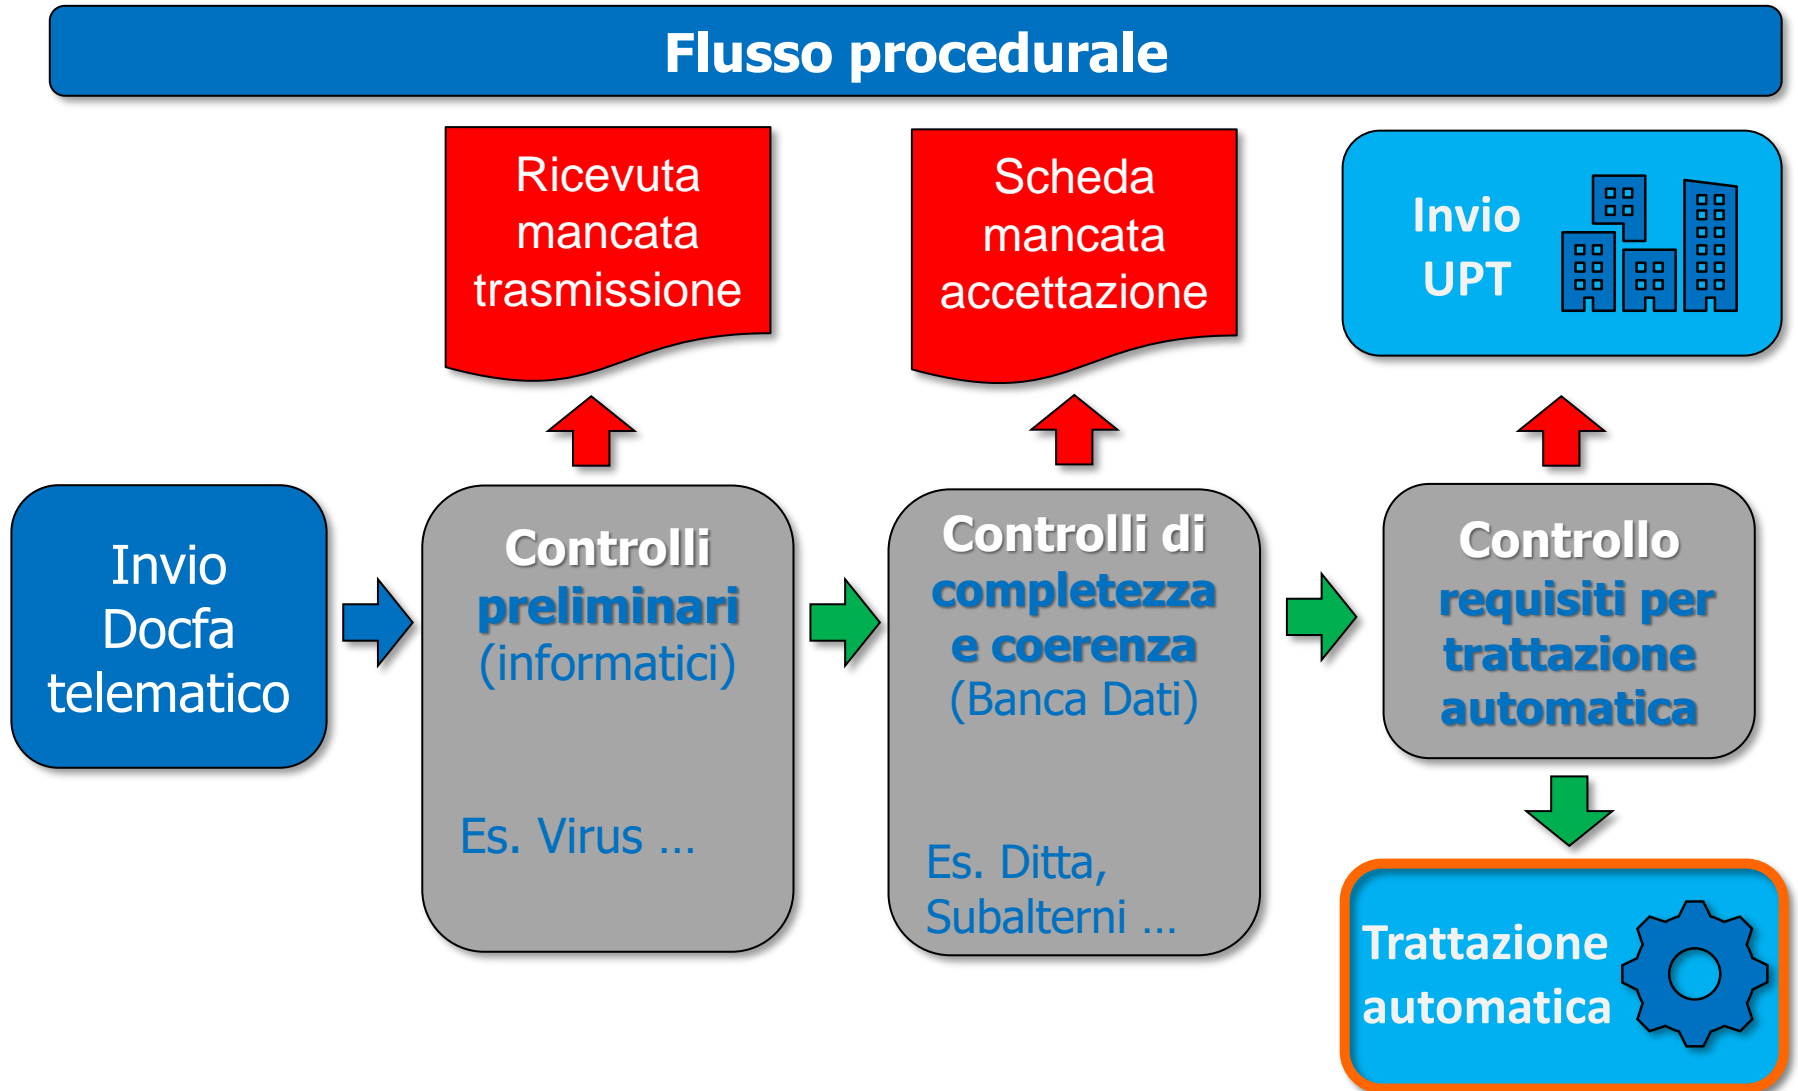 Flusso procedurale
Ricevuta
mancata
trasmissione
Scheda
mancata
accettazione
Invio
UPT
Invio
Docfa
telematico
Controlli
preliminari
(informatici)
Es. Virus ...
Controlli di
completezza
e coerenza
(Banca Dati)
Es. Ditta,
Subalterni ...
Controllo
requisiti per
trattazione
automatica
Trattazione
automatica